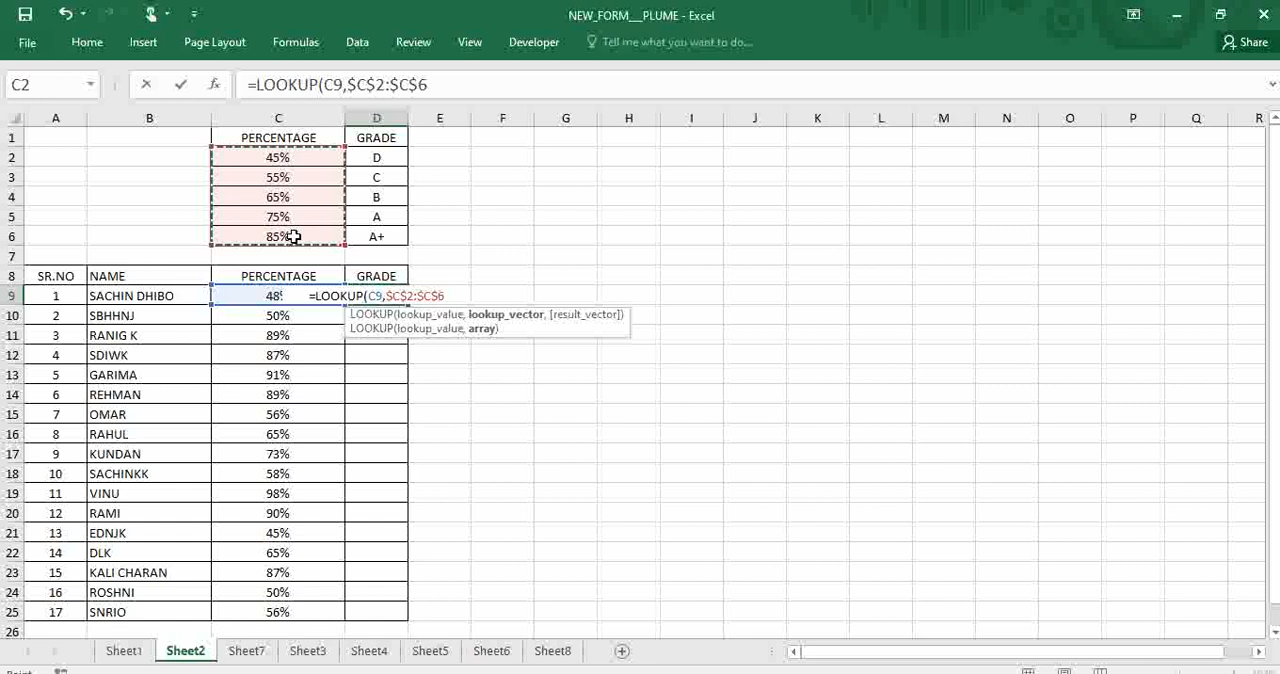 NEW_FORM__PLUME - Excel
File Home Insert Page Layout Formulas Data Review View Developer Tell me what you want to do... Share
C2 fx =LOOKUP(C9,$C$2:$C$6
A B C D E F G H I J K L M N O P Q R
1 PERCENTAGE GRADE
2 45% D
3 55% C
4 65% B
5 75% A
6 85% A+
7
8 SR.NO NAME PERCENTAGE GRADE
9 1 SACHIN DHIBO 48% =LOOKUP(C9,$C$2:$C$6
LOOKUP(lookup_value, lookup_vector, [result_vector])
10 2 SBHHNJ 50%
LOOKUP(lookup_value, array)
11 3 RANIG K 89%
12 4 SDIWK 87%
13 5 GARIMA 91%
14 6 REHMAN 89%
15 7 OMAR 56%
16 8 RAHUL 65%
17 9 KUNDAN 73%
18 10 SACHINKK 58%
19 11 VINU 98%
20 12 RAMI 90%
21 13 EDNJK 45%
22 14 DLK 65%
23 15 KALI CHARAN 87%
24 16 ROSHNI 50%
25 17 SNRIO 56%
26
Sheet1 Sheet2 Sheet7 Sheet3 Sheet4 Sheet5 Sheet6 Sheet8